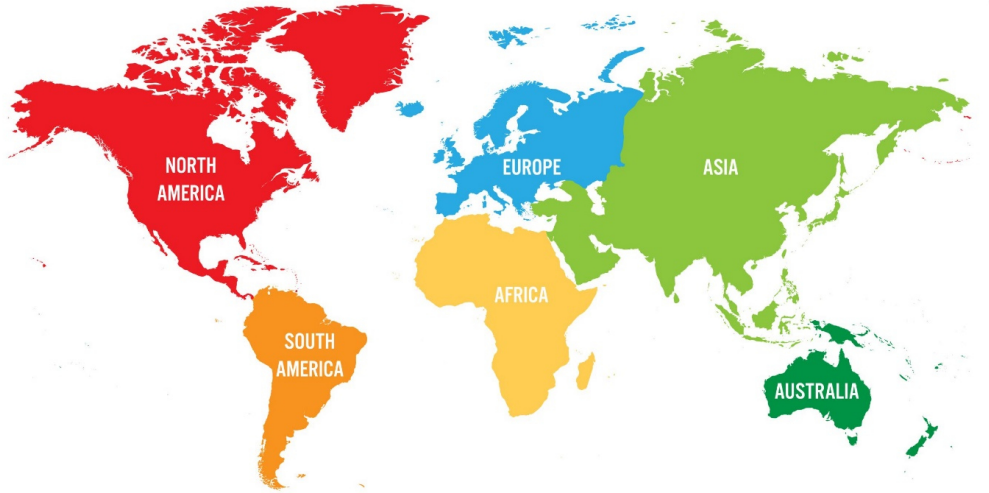 NORTH
AMERICA
EUROPE
ASIA
AFRICA
SOUTH
AMERICA
AUSTRALIA